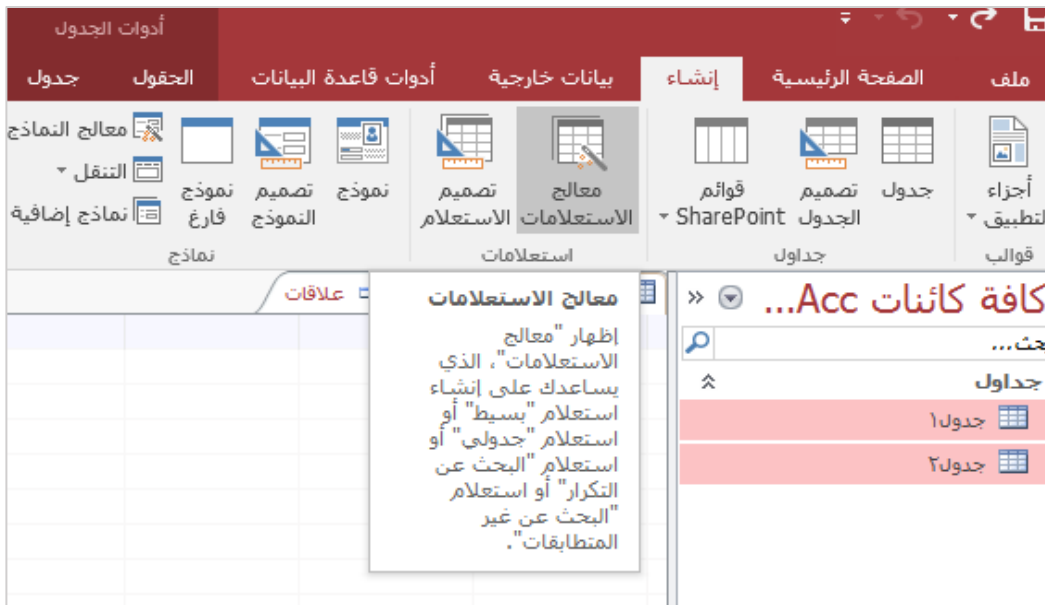 أدوات الجدول
ملف الصفحة الرئيسية إنشاء بيانات خارجية أدوات قاعدة البيانات الحقول جدول
أجزاء
التطبيق
قوالب
جدول
تصميم
الجدول
قوائم
SharePoint
جداول
معالج
الاستعلامات
تصميم
الاستعلام
استعلامات
نموذج
تصميم
النموذج
نموذج
فارغ
معالج النماذج
التنقل
نماذج إضافية
نماذج
كافة كائنات Acc...
بحث...
جداول
جدول١
جدول٢
علاقات
معالج الاستعلامات
إظهار "معالج
الاستعلامات"، الذي
يساعدك على إنشاء
استعلام "بسيط" أو
استعلام "جدولي" أو
استعلام "البحث عن
التكرار" أو استعلام
"البحث عن غير
المتطابقات".